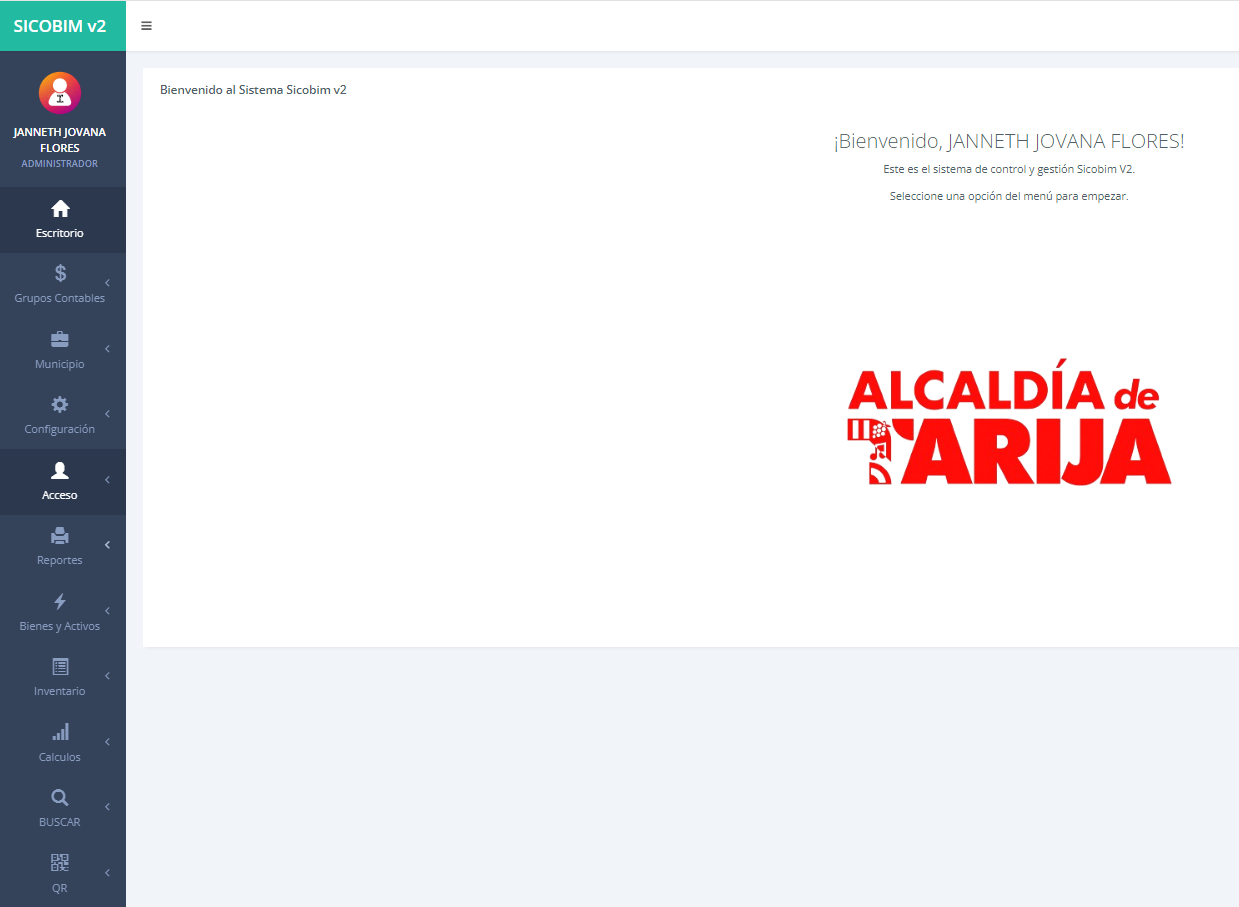 SICOBIM v2
JANNETH JOVANA
FLORES
ADMINISTRADOR
Escritorio
Grupos Contables
Municipio
Configuración
Acceso
Reportes
Bienes y Activos
Inventario
Calculos
BUSCAR
QR
Bienvenido al Sistema Sicobim v2
¡Bienvenido, JANNETH JOVANA FLORES!
Este es el sistema de control y gestión Sicobim V2.
Seleccione una opción del menú para empezar.
ALCALDÍA de
TARIJA